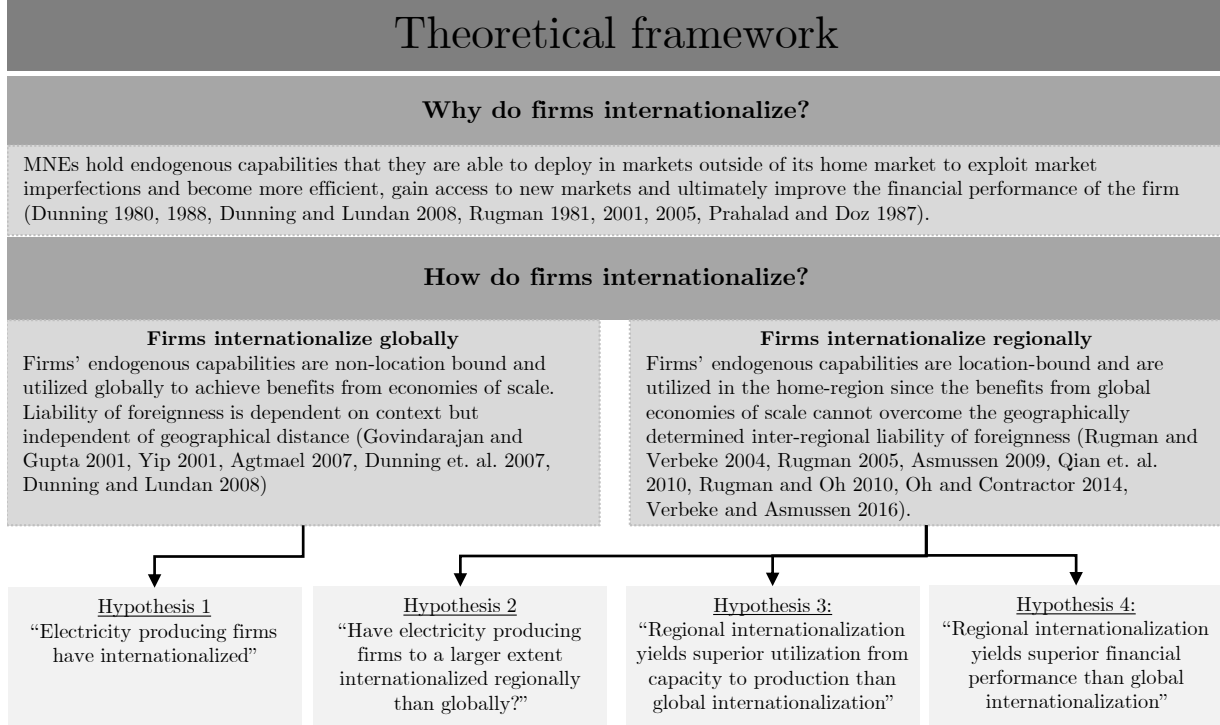 Theoretical framework
Why do firms internationalize?
MNEs hold endogenous capabilities that they are able to deploy in markets outside of its home market to exploit market
imperfections and become more efficient, gain access to new markets and ultimately improve the financial performance of the firm
(Dunning 1980, 1988, Dunning and Lundan 2008, Rugman 1981, 2001, 2005, Prahalad and Doz 1987).
How do firms internationalize?
Firms internationalize globally
Firms’ endogenous capabilities are non-location bound and
utilized globally to achieve benefits from economies of scale.
Liability of foreignness is dependent on context but
independent of geographical distance (Govindarajan and
Gupta 2001, Yip 2001, Agtmael 2007, Dunning et. al. 2007,
Dunning and Lundan 2008)
Firms internationalize regionally
Firms’ endogenous capabilities are location-bound and are
utilized in the home-region since the benefits from global
economies of scale cannot overcome the geographically
determined inter-regional liability of foreignness (Rugman and
Verbeke 2004, Rugman 2005, Asmussen 2009, Qian et. al.
2010, Rugman and Oh 2010, Oh and Contractor 2014,
Verbeke and Asmussen 2016).
Hypothesis 1
“Electricity producing firms
have internationalized”
Hypothesis 2
“Have electricity producing
firms to a larger extent
internationalized regionally
than globally?”
Hypothesis 3:
“Regional internationalization
yields superior utilization from
capacity to production than
global internationalization”
Hypothesis 4:
“Regional internationalization
yields superior financial
performance than global
internationalization”